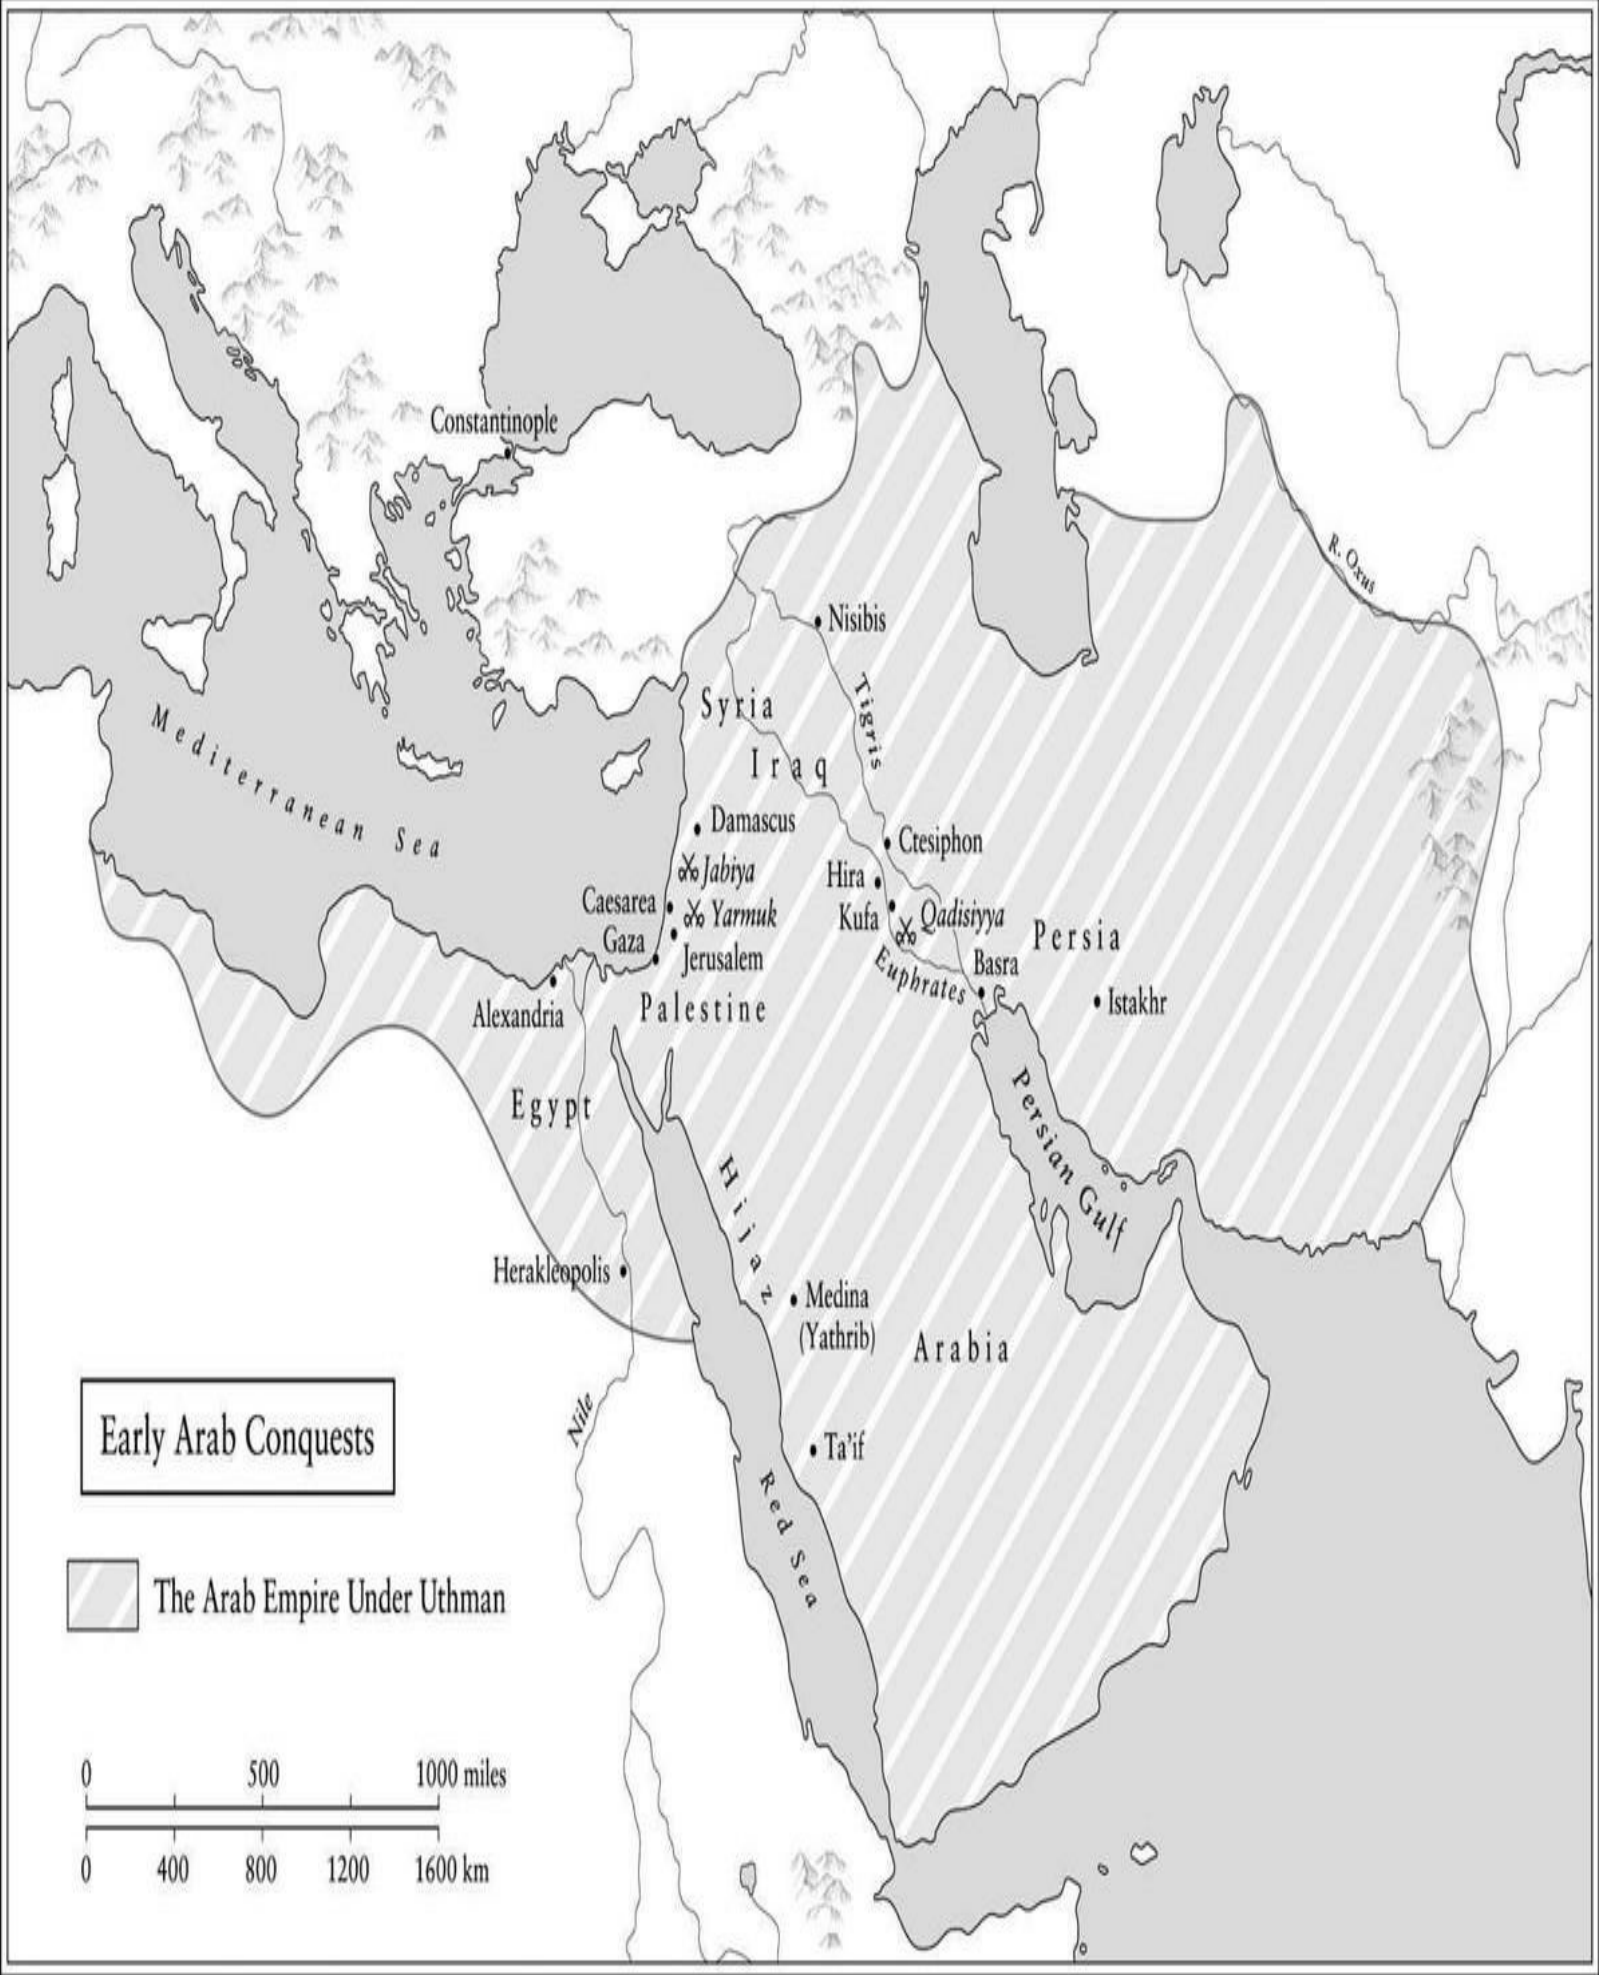 Constantinople
R. Oxus
Nisibis
Tigris
Syria
Mediterranean Sea
Iraq
Damascus
Ctesiphon
Jabiya
Hira
Caesarea
Yarmuk
Kufa
Qadisiyya
Persia
Gaza
Jerusalem
Euphrates
Basra
Istakhr
Alexandria
Palestine
Egypt
Persian Gulf
Hijaz
Herakleopolis
Medina
(Yathrib)
Arabia
Nile
Early Arab Conquests
Ta'if
Red Sea
The Arab Empire Under Uthman
0 500 1000 miles
0 400 800 1200 1600 km